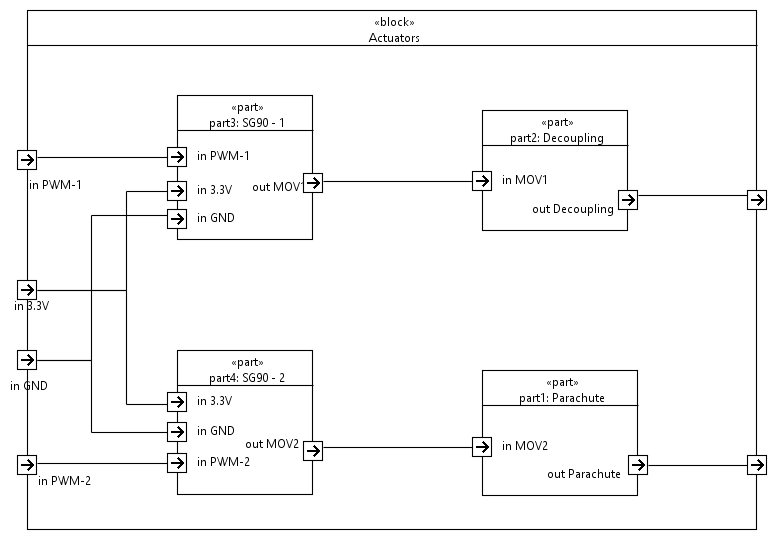 «block»
Actuators
«part»
part3: SG90 - 1
in PWM-1
in 3.3V
out MOV1
in GND
«part»
part2: Decoupling
in MOV1
out Decoupling
in PWM-1
in 3.3V
in GND
in PWM-2
«part»
part4: SG90 - 2
in 3.3V
in GND
out MOV2
in PWM-2
«part»
part1: Parachute
in MOV2
out Parachute